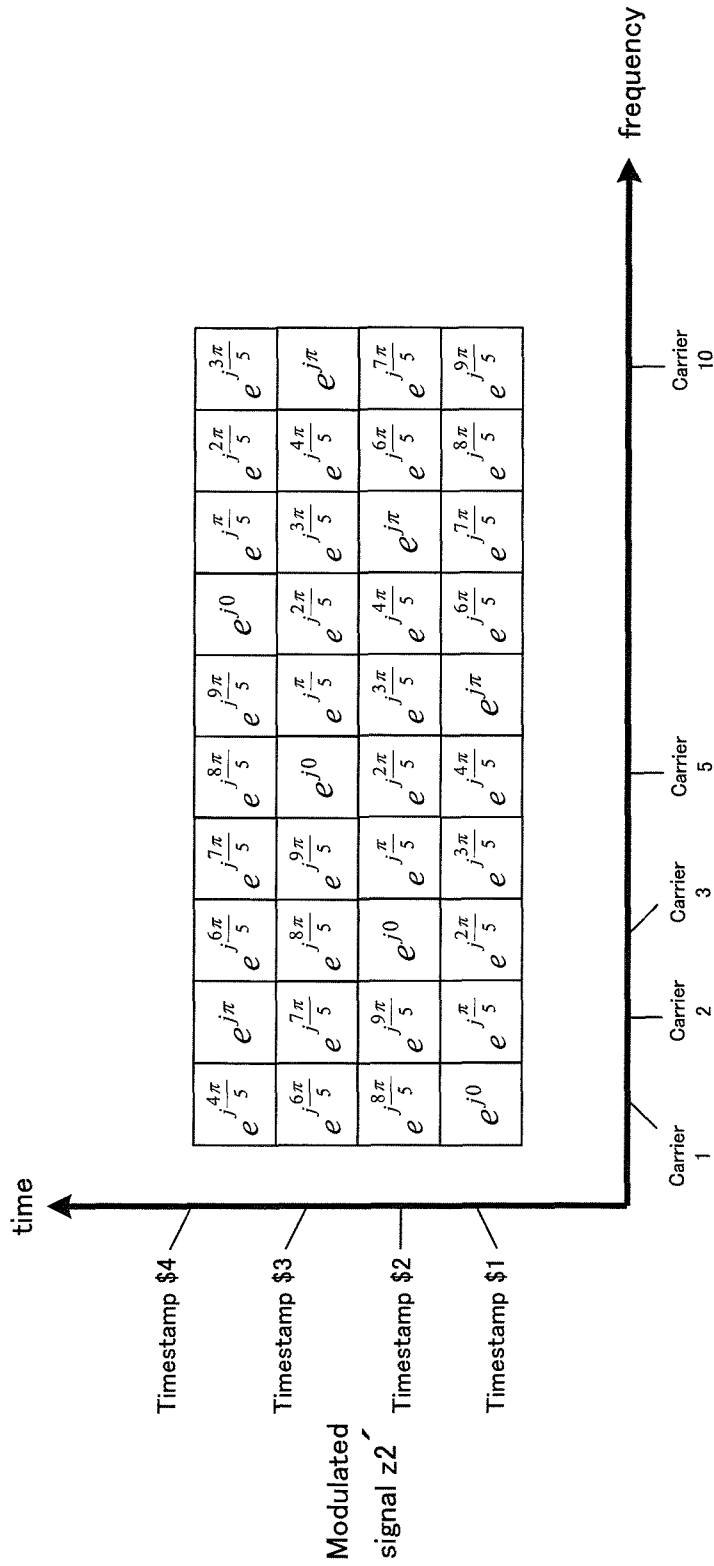 time
Modulated
signal z2´
Timestamp $4
e^{j4π/5} e^{jπ} e^{j6π/5} e^{j7π/5} e^{j8π/5} e^{j9π/5} e^{j0} e^{jπ/5} e^{j2π/5} e^{j3π/5}
Timestamp $3
e^{j6π/5} e^{j7π/5} e^{j8π/5} e^{j9π/5} e^{j0} e^{jπ/5} e^{j2π/5} e^{j3π/5} e^{j4π/5} e^{jπ}
Timestamp $2
e^{j8π/5} e^{j9π/5} e^{j0} e^{jπ/5} e^{j2π/5} e^{j3π/5} e^{j4π/5} e^{jπ} e^{j6π/5} e^{j7π/5}
Timestamp $1
e^{j0} e^{jπ/5} e^{j2π/5} e^{j3π/5} e^{j4π/5} e^{jπ} e^{j6π/5} e^{j7π/5} e^{j8π/5} e^{j9π/5}
frequency
Carrier
1
Carrier
2
Carrier
3
Carrier
5
Carrier
10